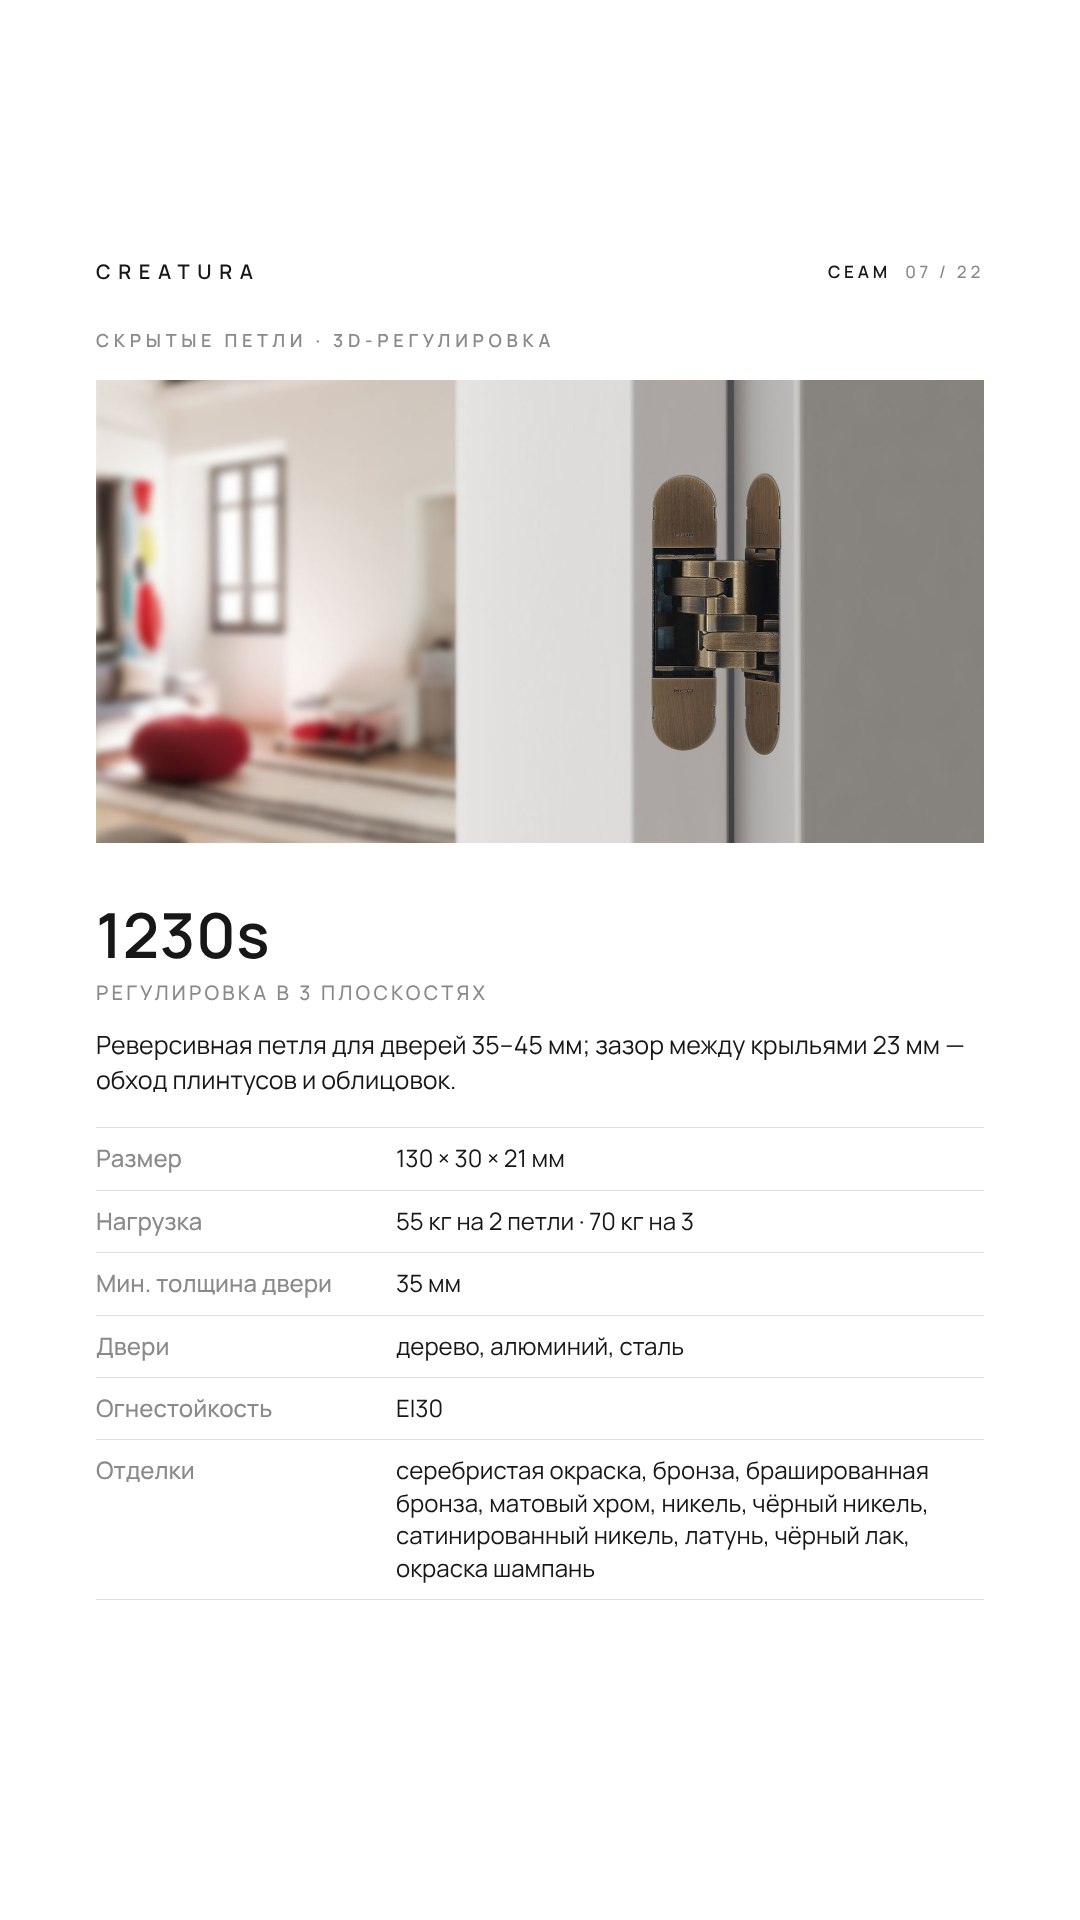 CREATURA
CEAM 07 / 22
СКРЫТЫЕ ПЕТЛИ · 3D-РЕГУЛИРОВКА
1230s
РЕГУЛИРОВКА В 3 ПЛОСКОСТЯХ
Реверсивная петля для дверей 35–45 мм; зазор между крыльями 23 мм —
обход плинтусов и облицовок.
Размер 130 × 30 × 21 мм
Нагрузка 55 кг на 2 петли · 70 кг на 3
Мин. толщина двери 35 мм
Двери дерево, алюминий, сталь
Огнестойкость EI30
Отделки серебристая окраска, бронза, брашированная
бронза, матовый хром, никель, чёрный никель,
сатинированный никель, латунь, чёрный лак,
окраска шампань